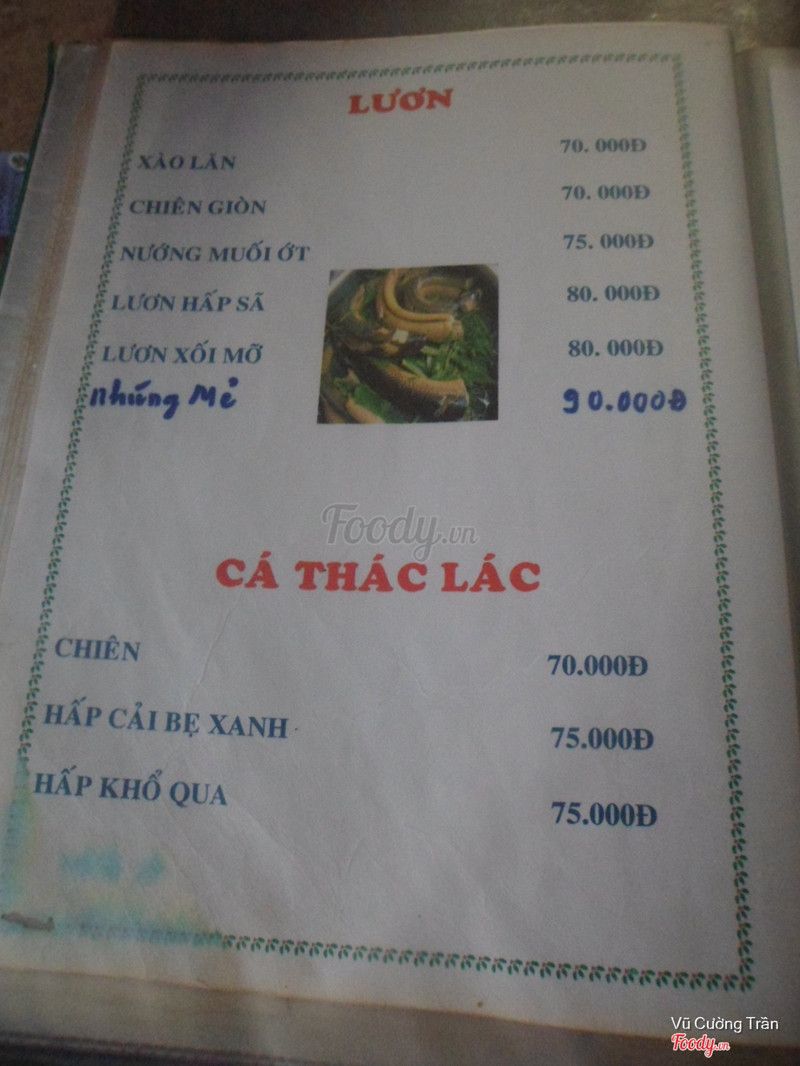 LƯƠN
XÀO LĂN 70. 000Đ
CHIÊN GIÒN 70. 000Đ
NƯỚNG MUỐI ỚT 75. 000Đ
LƯƠN HẤP SÃ 80. 000Đ
LƯƠN XỐI MỠ 80. 000Đ
Nhúng Mẻ 90.000Đ
Foody.vn
CÁ THÁC LÁC
CHIÊN 70.000Đ
HẤP CẢI BẸ XANH 75.000Đ
HẤP KHỔ QUA 75.000Đ
Vũ Cường Trần
Foody.vn